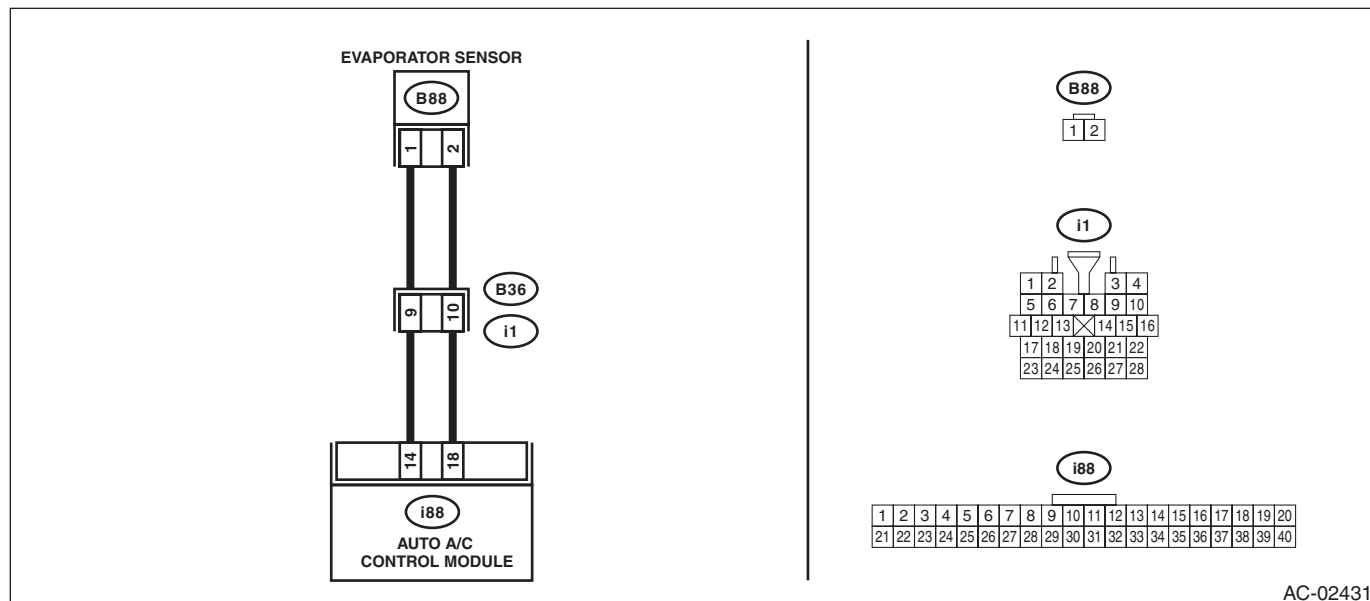 EVAPORATOR SENSOR
B88
1 2
9 10
B36
i1
14 18
i88
AUTO A/C
CONTROL MODULE
B88
1 2
i1
1 2 3 4
5 6 7 8 9 10
11 12 13 14 15 16
17 18 19 20 21 22
23 24 25 26 27 28
i88
1 2 3 4 5 6 7 8 9 10 11 12 13 14 15 16 17 18 19 20
21 22 23 24 25 26 27 28 29 30 31 32 33 34 35 36 37 38 39 40
AC-02431